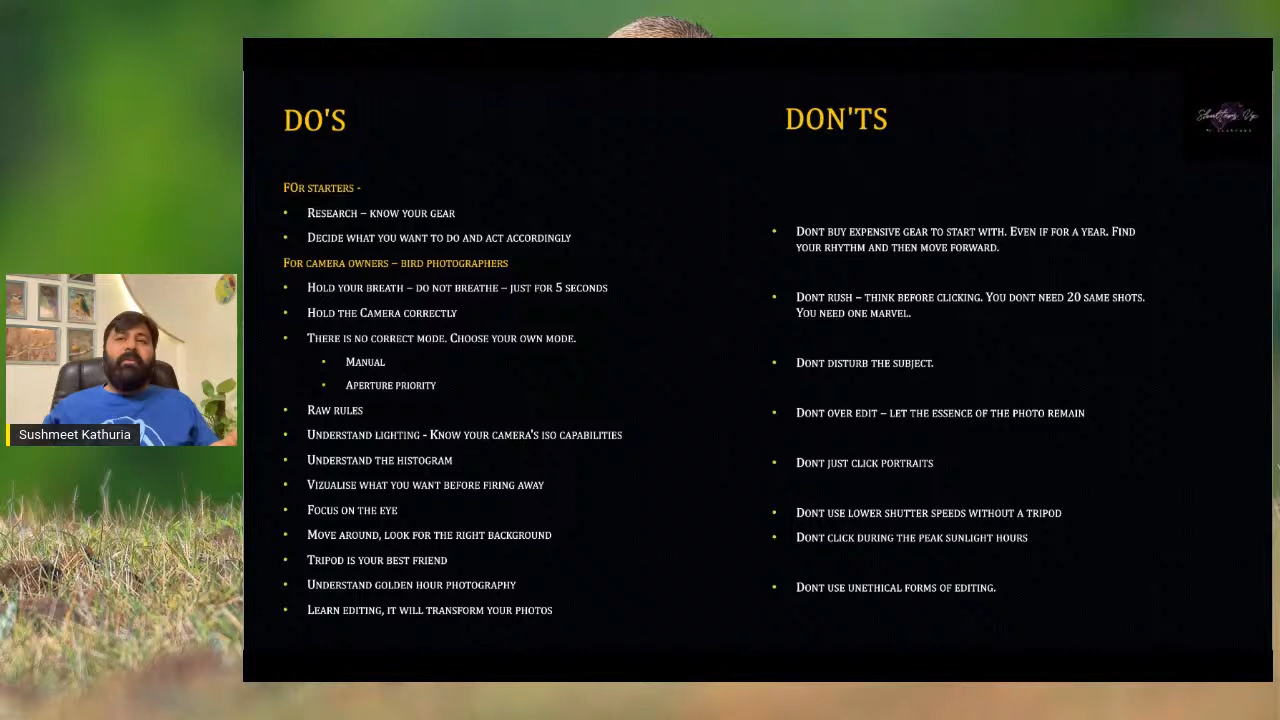 DO'S
FOR STARTERS -
• RESEARCH – KNOW YOUR GEAR
• DECIDE WHAT YOU WANT TO DO AND ACT ACCORDINGLY
FOR CAMERA OWNERS – BIRD PHOTOGRAPHERS
• HOLD YOUR BREATH – DO NOT BREATHE – JUST FOR 5 SECONDS
• HOLD THE CAMERA CORRECTLY
• THERE IS NO CORRECT MODE. CHOOSE YOUR OWN MODE.
• MANUAL
• APERTURE PRIORITY
• RAW RULES
• UNDERSTAND LIGHTING - KNOW YOUR CAMERA'S ISO CAPABILITIES
• UNDERSTAND THE HISTOGRAM
• VIZUALISE WHAT YOU WANT BEFORE FIRING AWAY
• FOCUS ON THE EYE
• MOVE AROUND, LOOK FOR THE RIGHT BACKGROUND
• TRIPOD IS YOUR BEST FRIEND
• UNDERSTAND GOLDEN HOUR PHOTOGRAPHY
• LEARN EDITING, IT WILL TRANSFORM YOUR PHOTOS
DON'TS
• DONT BUY EXPENSIVE GEAR TO START WITH. EVEN IF FOR A YEAR. FIND
YOUR RHYTHM AND THEN MOVE FORWARD.
• DONT RUSH – THINK BEFORE CLICKING. YOU DONT NEED 20 SAME SHOTS.
YOU NEED ONE MARVEL.
• DONT DISTURB THE SUBJECT.
• DONT OVER EDIT – LET THE ESSENCE OF THE PHOTO REMAIN
• DONT JUST CLICK PORTRAITS
• DONT USE LOWER SHUTTER SPEEDS WITHOUT A TRIPOD
• DONT CLICK DURING THE PEAK SUNLIGHT HOURS
• DONT USE UNETHICAL FORMS OF EDITING.
Shutters Up
Sushmeet Kathuria